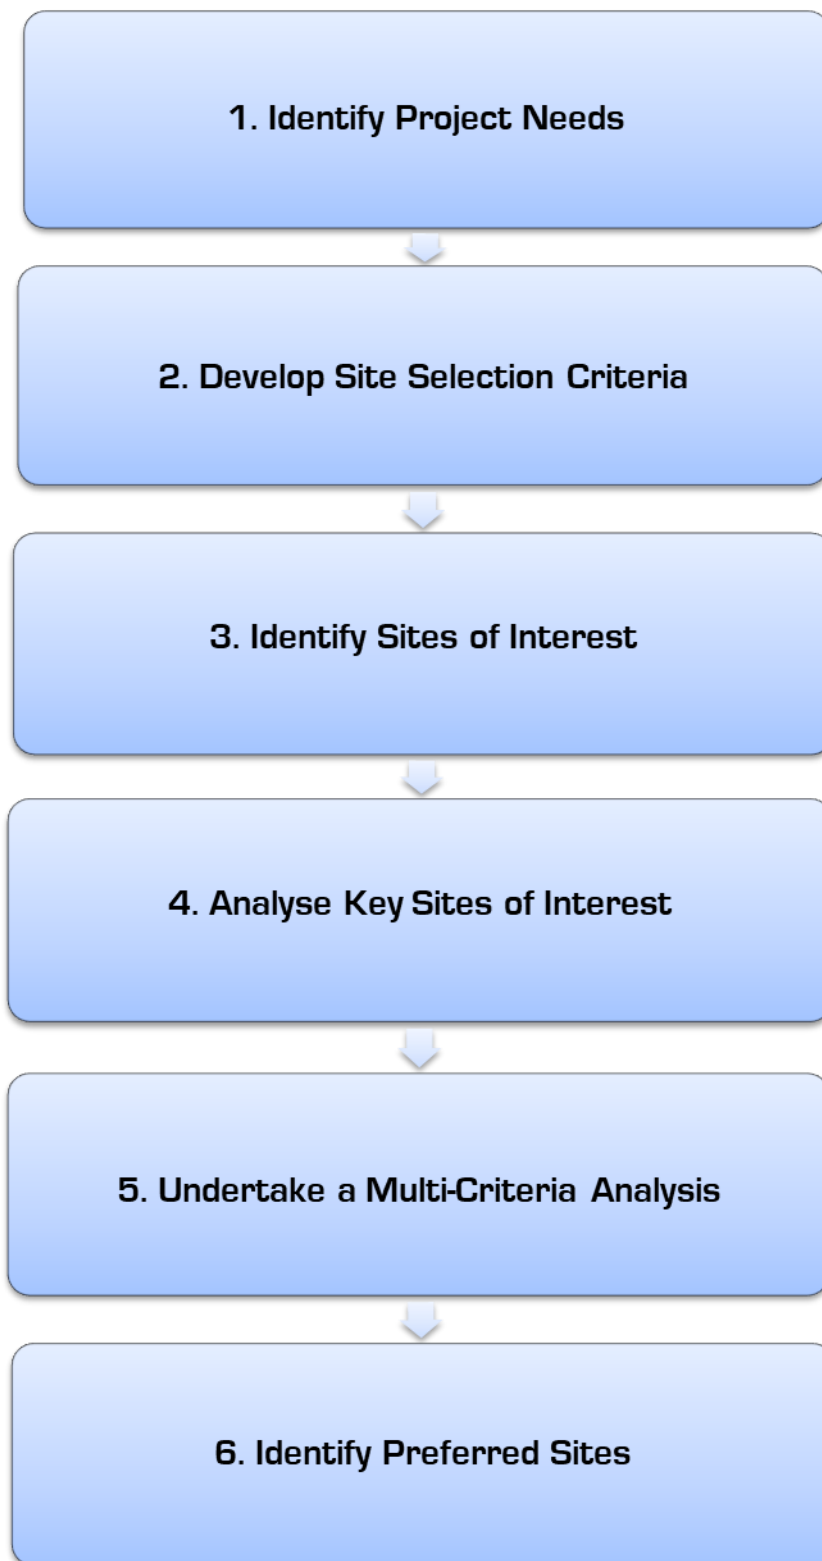 1. Identify Project Needs
2. Develop Site Selection Criteria
3. Identify Sites of Interest
4. Analyse Key Sites of Interest
5. Undertake a Multi-Criteria Analysis
6. Identify Preferred Sites